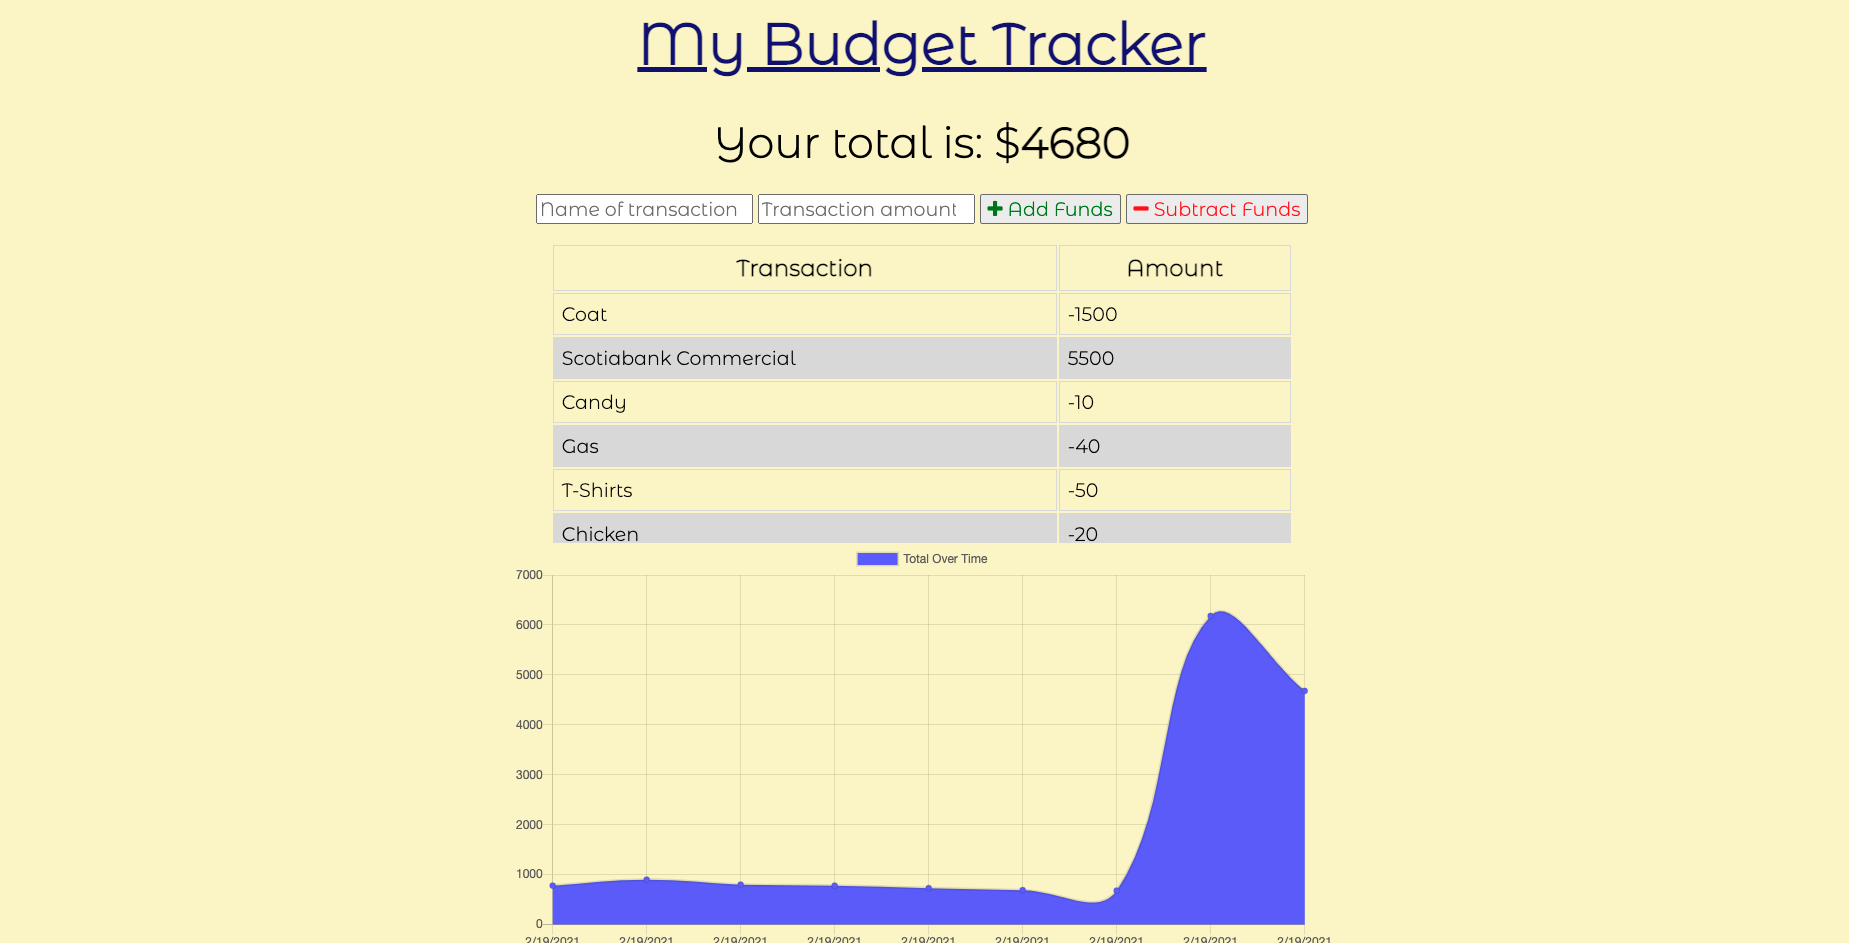 My Budget Tracker
Your total is: $4680
Name of transaction Transaction amount Add Funds Subtract Funds
Transaction Amount
Coat -1500
Scotiabank Commercial 5500
Candy -10
Gas -40
T-Shirts -50
Chicken -20
Total Over Time
7000
6000
5000
4000
3000
2000
1000
0
2/19/2021 2/19/2021 2/19/2021 2/19/2021 2/19/2021 2/19/2021 2/19/2021 2/19/2021 2/19/2021